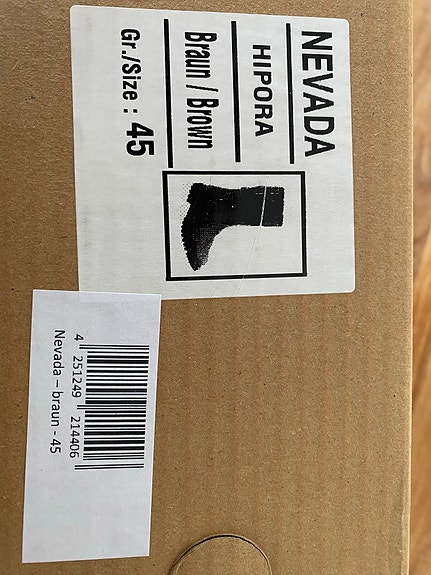 NEVADA
HIPORA
Braun / Brown
Gr./Size : 45
4 251249 214406
Nevada – braun - 45